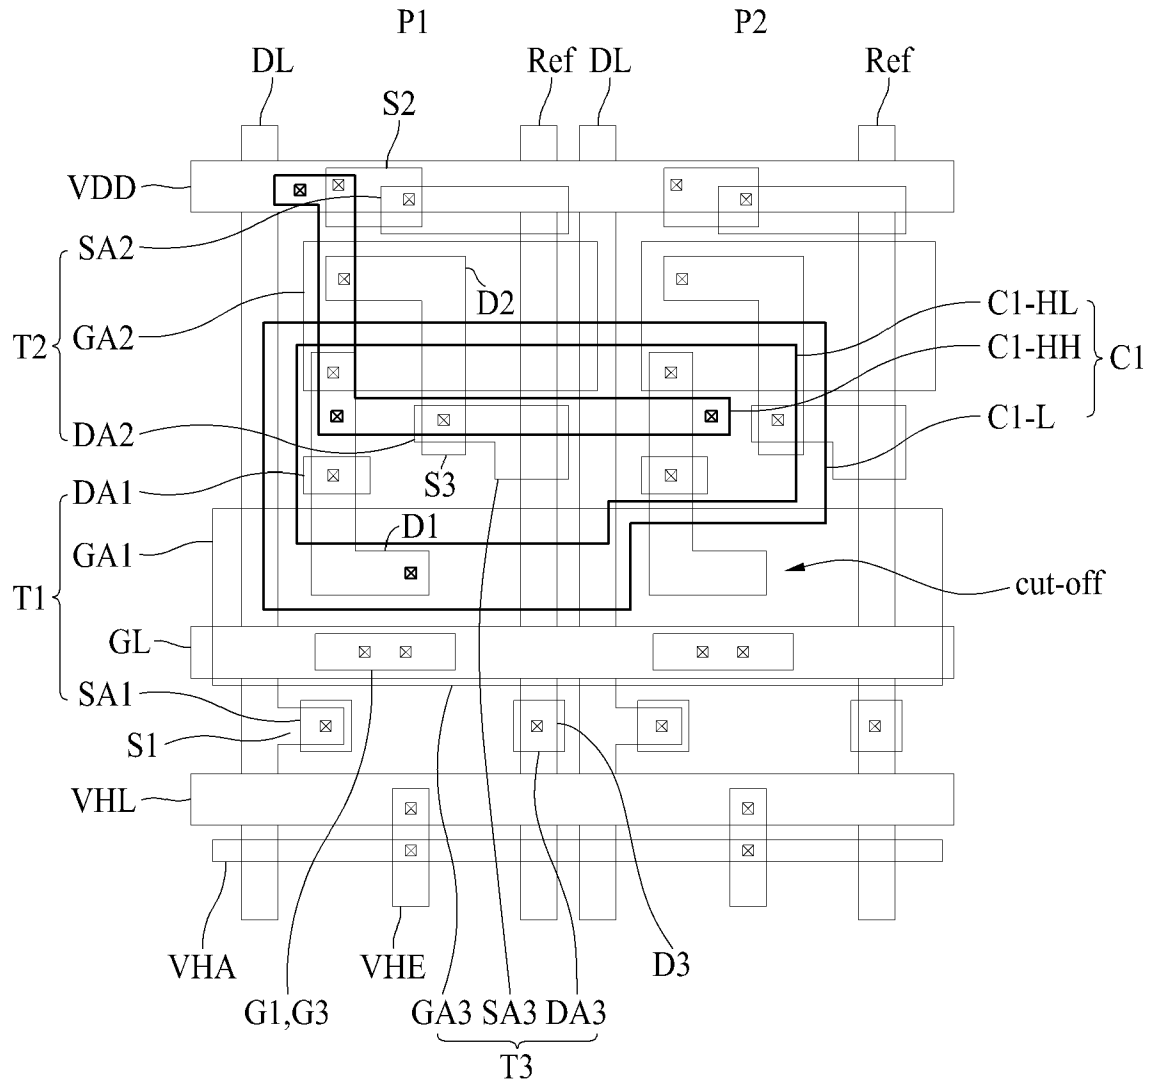 P1 P2
DL Ref DL Ref
S2
VDD
SA2
D2
C1-HL
GA2
T2
C1-HH
C1
DA2
C1-L
DA1
S3
D1
GA1
cut-off
T1
GL
SA1
S1
VHL
VHA VHE D3
G1,G3 GA3 SA3 DA3
T3